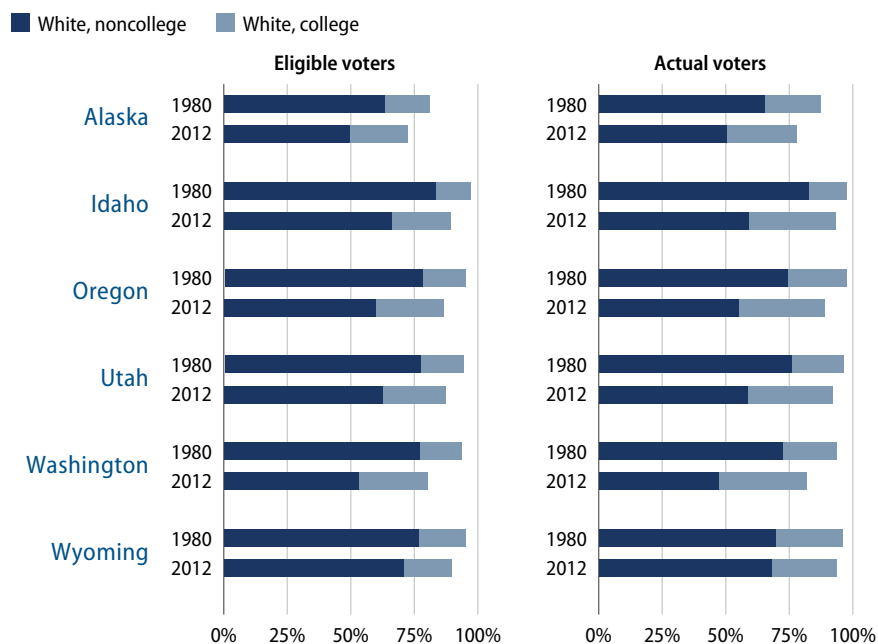 White, noncollege White, college
Eligible voters Actual voters
Alaska
1980 1980
2012 2012
Idaho
1980 1980
2012 2012
Oregon
1980 1980
2012 2012
Utah
1980 1980
2012 2012
Washington
1980 1980
2012 2012
Wyoming
1980 1980
2012 2012
0% 25% 50% 75% 100% 0% 25% 50% 75% 100%